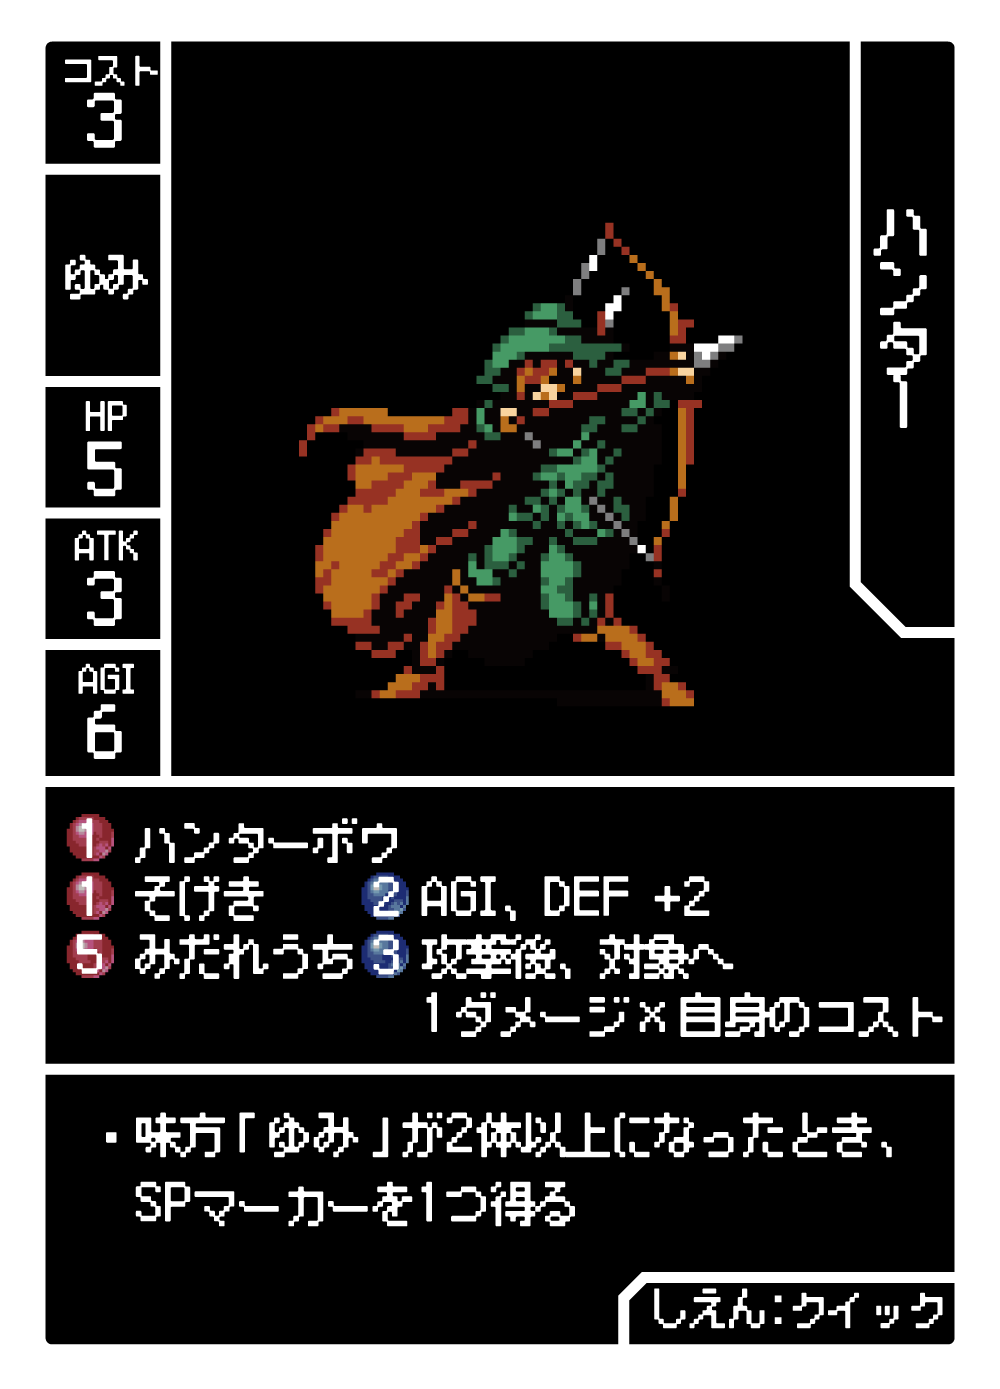 コスト
3
ゆみ
HP
5
ATK
3
AGI
6
ハンター
1 ハンターボウ
1 そげき 2 AGI、DEF +2
5 みだれうち 3 攻撃後、対象へ
1ダメージ×自身のコスト
・味方「ゆみ」が2体以上になったとき、
SPマーカーを1つ得る
しえん:クイック